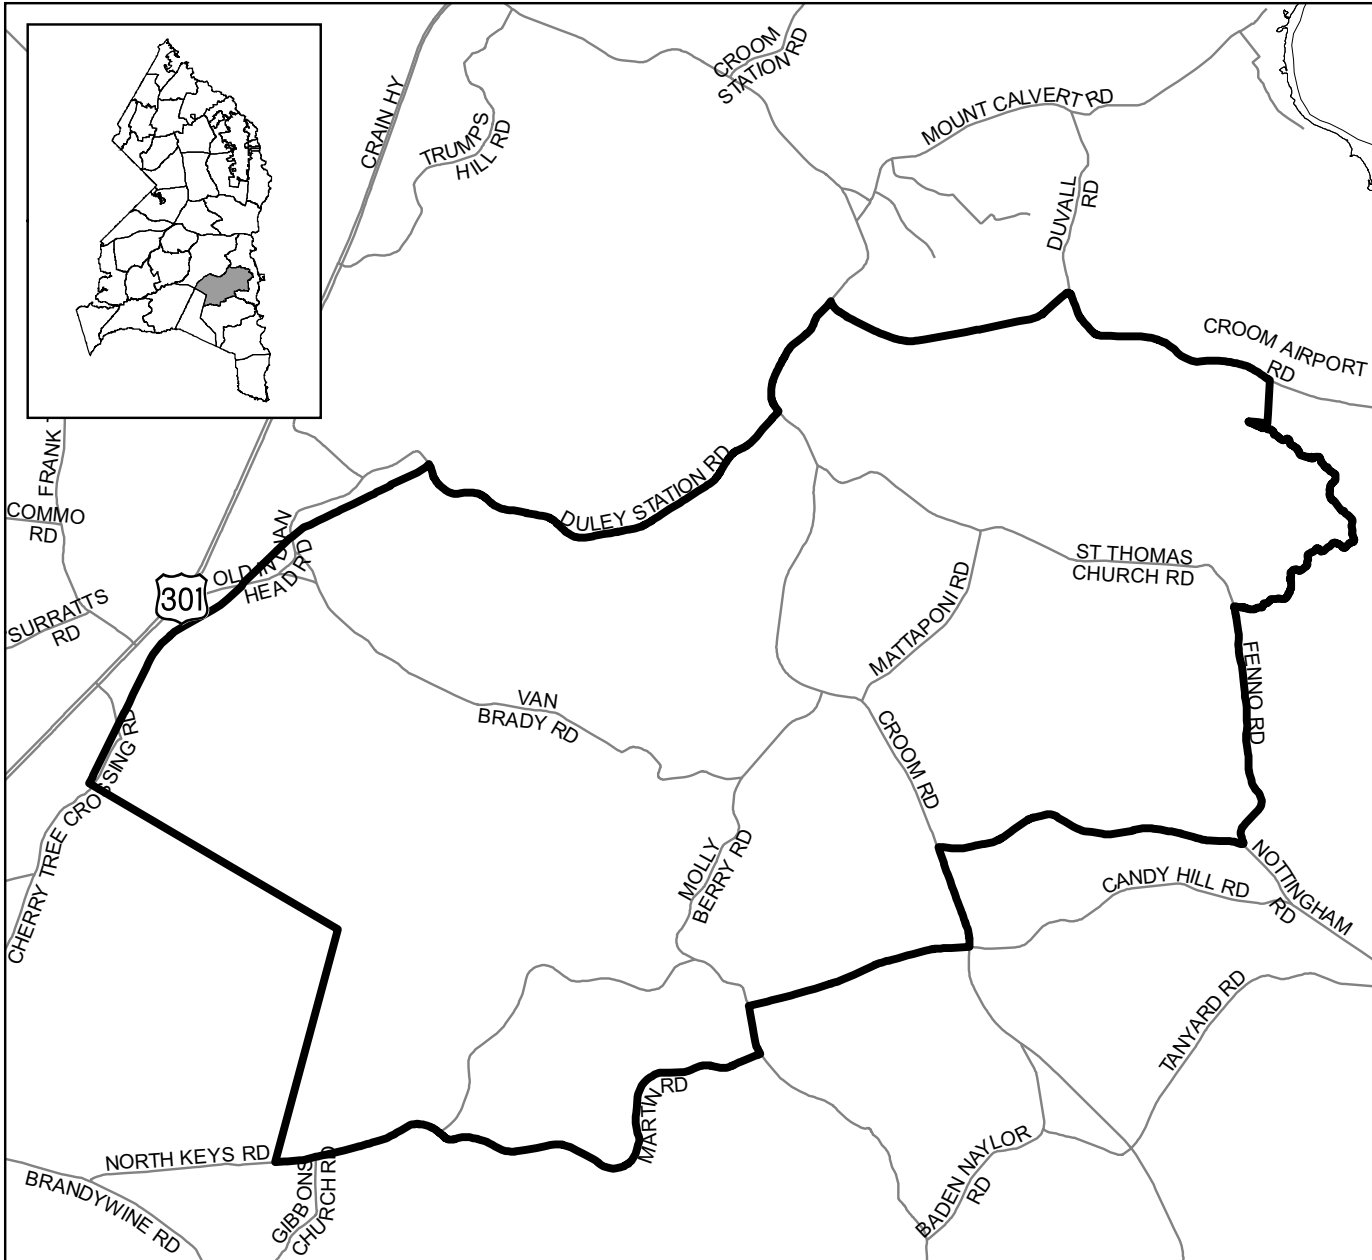 CROOM
STATION RD
CRAIN HY
TRUMPS
HILL RD
MOUNT CALVERT RD
DUVALL
RD
CROOM AIRPORT
RD
FRANK
COMMO
RD
SURRATTS
RD
301
OLD INDIAN
HEAD RD
DULEY STATION RD
ST THOMAS
CHURCH RD
MATTAPONI RD
FENNO RD
VAN
BRADY RD
CROOM RD
CHERRY TREE CROSSING RD
MOLLY
BERRY RD
NOTTINGHAM
RD
CANDY HILL RD
TANYARD RD
MARTIN RD
NORTH KEYS RD
GIBBONS
CHURCH RD
BRANDYWINE RD
BADEN NAYLOR
RD